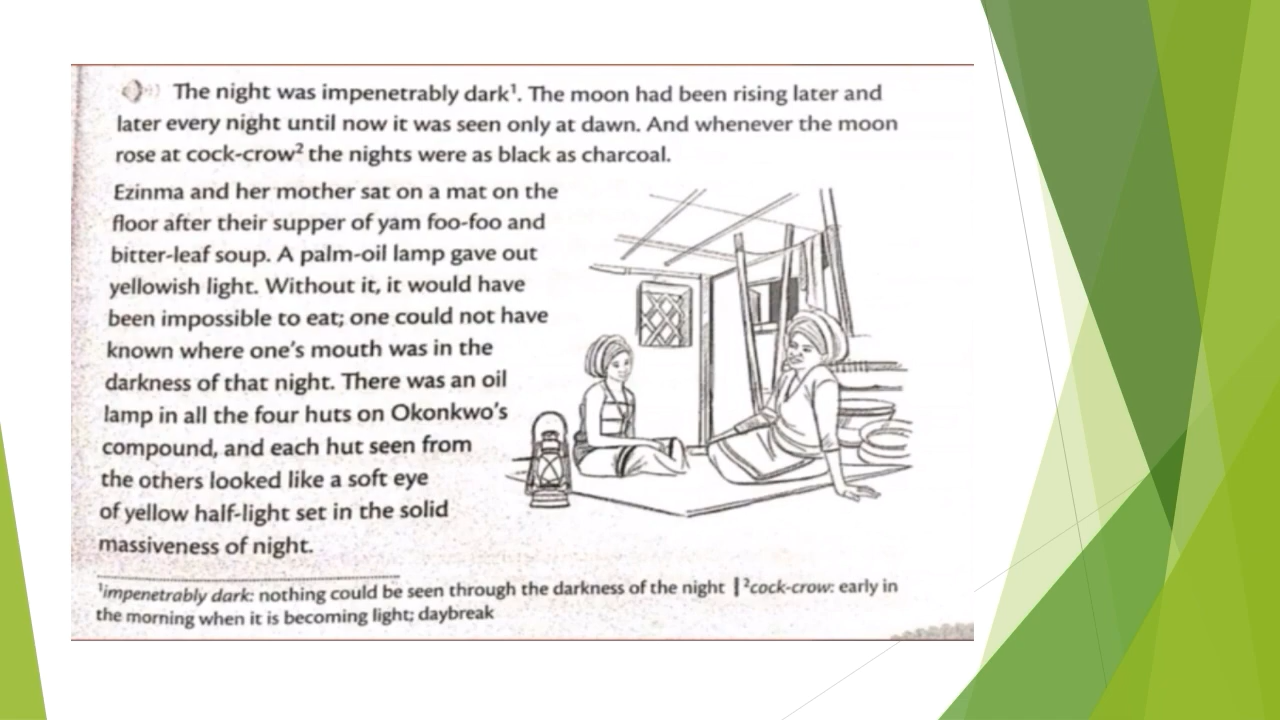 The night was impenetrably dark¹. The moon had been rising later and
later every night until now it was seen only at dawn. And whenever the moon
rose at cock-crow² the nights were as black as charcoal.
Ezinma and her mother sat on a mat on the
floor after their supper of yam foo-foo and
bitter-leaf soup. A palm-oil lamp gave out
yellowish light. Without it, it would have
been impossible to eat; one could not have
known where one's mouth was in the
darkness of that night. There was an oil
lamp in all the four huts on Okonkwo's
compound, and each hut seen from
the others looked like a soft eye
of yellow half-light set in the solid
massiveness of night.
¹impenetrably dark: nothing could be seen through the darkness of the night | ²cock-crow: early in
the morning when it is becoming light; daybreak